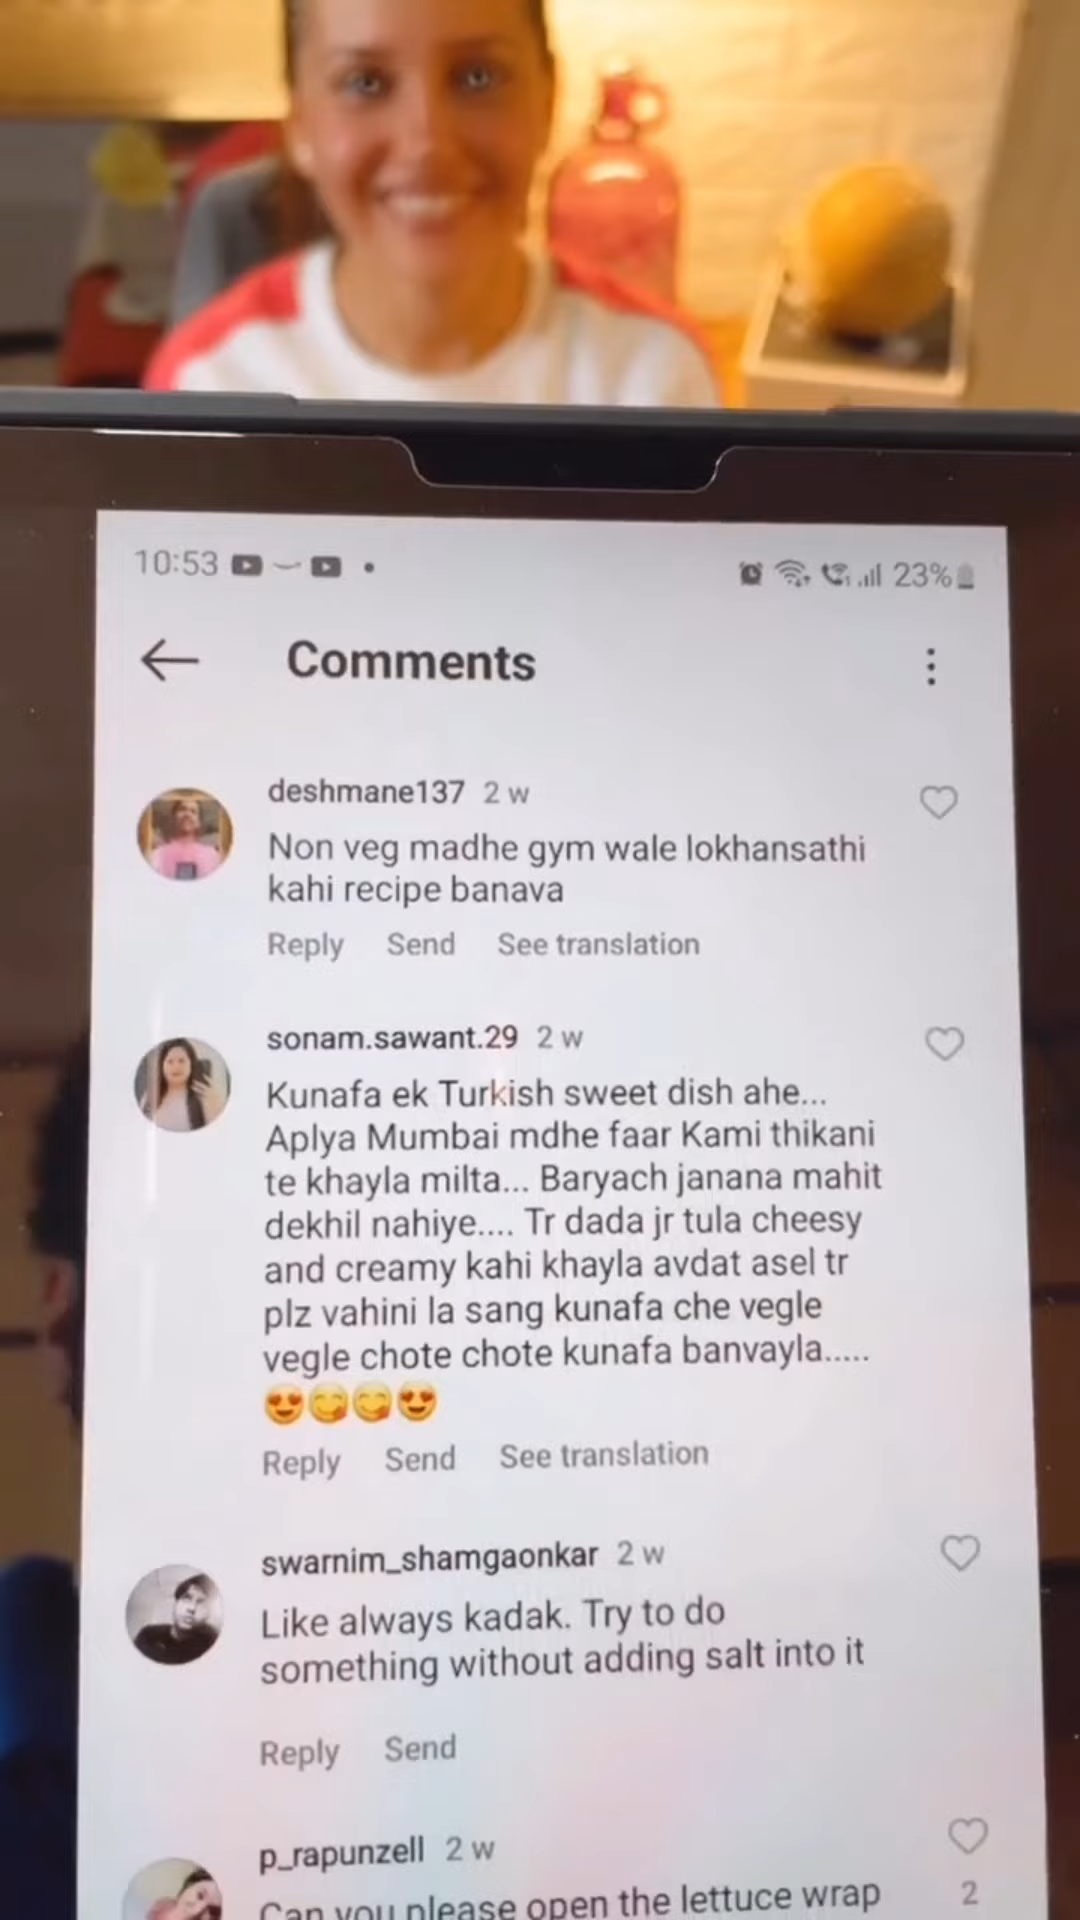 10:53
23%
Comments
deshmane137 2 w
Non veg madhe gym wale lokhansathi
kahi recipe banava
Reply Send See translation
sonam.sawant.29 2 w
Kunafa ek Turkish sweet dish ahe...
Aplya Mumbai mdhe faar Kami thikani
te khayla milta... Baryach janana mahit
dekhil nahiye.... Tr dada jr tula cheesy
and creamy kahi khayla avdat asel tr
plz vahini la sang kunafa che vegle
vegle chote chote kunafa banvayla.....
😍😋😋😍
Reply Send See translation
swarnim_shamgaonkar 2 w
Like always kadak. Try to do
something without adding salt into it
Reply Send
p_rapunzell 2 w
Can you please open the lettuce wrap
2